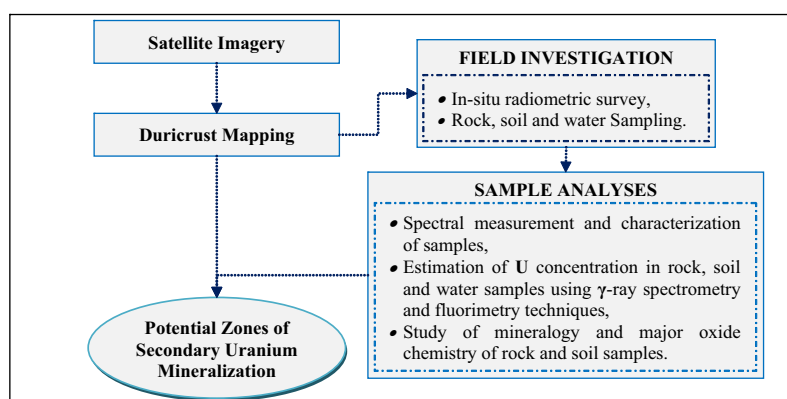 Satellite Imagery
Duricrust Mapping
FIELD INVESTIGATION
• In-situ radiometric survey,
• Rock, soil and water Sampling.
SAMPLE ANALYSES
• Spectral measurement and characterization
of samples,
• Estimation of U concentration in rock, soil
and water samples using γ-ray spectrometry
and fluorimetry techniques,
• Study of mineralogy and major oxide
chemistry of rock and soil samples.
Potential Zones of
Secondary Uranium
Mineralization